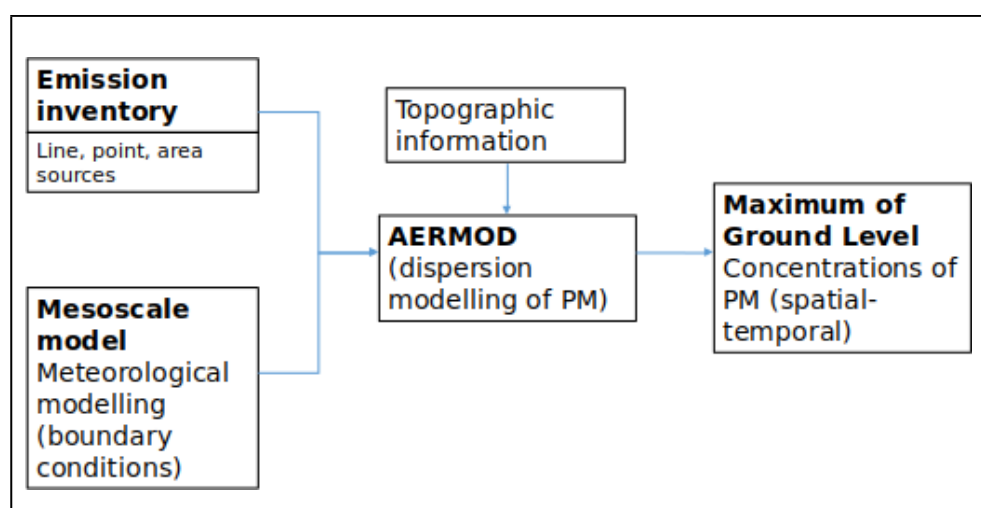 Emission
inventory
Line, point, area
sources
Topographic
information
AERMOD
(dispersion
modelling of PM)
Maximum of
Ground Level
Concentrations of
PM (spatial-
temporal)
Mesoscale
model
Meteorological
modelling
(boundary
conditions)